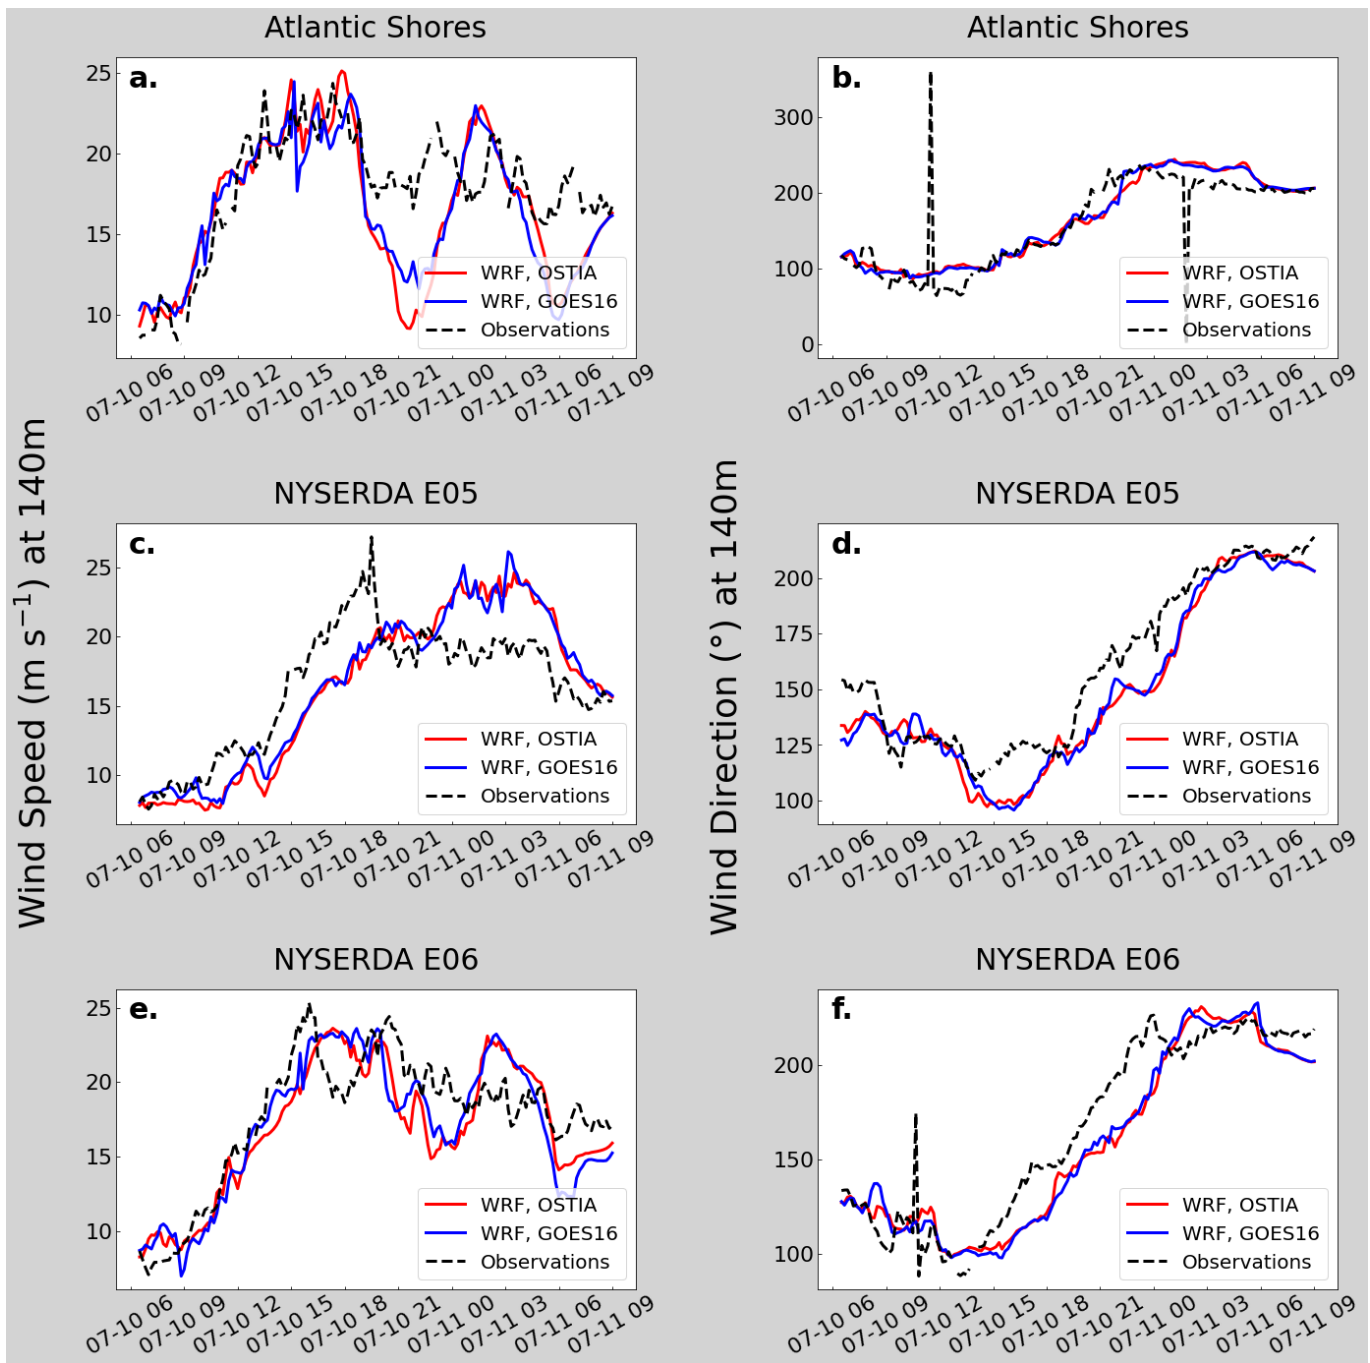 Atlantic Shores
a.
25
20
15
10
WRF, OSTIA
WRF, GOES16
Observations
07-10 06
07-10 09
07-10 12
07-10 15
07-10 18
07-10 21
07-11 00
07-11 03
07-11 06
07-11 09
Atlantic Shores
b.
300
200
100
0
WRF, OSTIA
WRF, GOES16
Observations
07-10 06
07-10 09
07-10 12
07-10 15
07-10 18
07-10 21
07-11 00
07-11 03
07-11 06
07-11 09
Wind Speed (m s⁻¹) at 140m
NYSERDA E05
c.
25
20
15
10
WRF, OSTIA
WRF, GOES16
Observations
07-10 06
07-10 09
07-10 12
07-10 15
07-10 18
07-10 21
07-11 00
07-11 03
07-11 06
07-11 09
Wind Direction (°) at 140m
NYSERDA E05
d.
200
175
150
125
100
WRF, OSTIA
WRF, GOES16
Observations
07-10 06
07-10 09
07-10 12
07-10 15
07-10 18
07-10 21
07-11 00
07-11 03
07-11 06
07-11 09
NYSERDA E06
e.
25
20
15
10
WRF, OSTIA
WRF, GOES16
Observations
07-10 06
07-10 09
07-10 12
07-10 15
07-10 18
07-10 21
07-11 00
07-11 03
07-11 06
07-11 09
NYSERDA E06
f.
200
150
100
WRF, OSTIA
WRF, GOES16
Observations
07-10 06
07-10 09
07-10 12
07-10 15
07-10 18
07-10 21
07-11 00
07-11 03
07-11 06
07-11 09